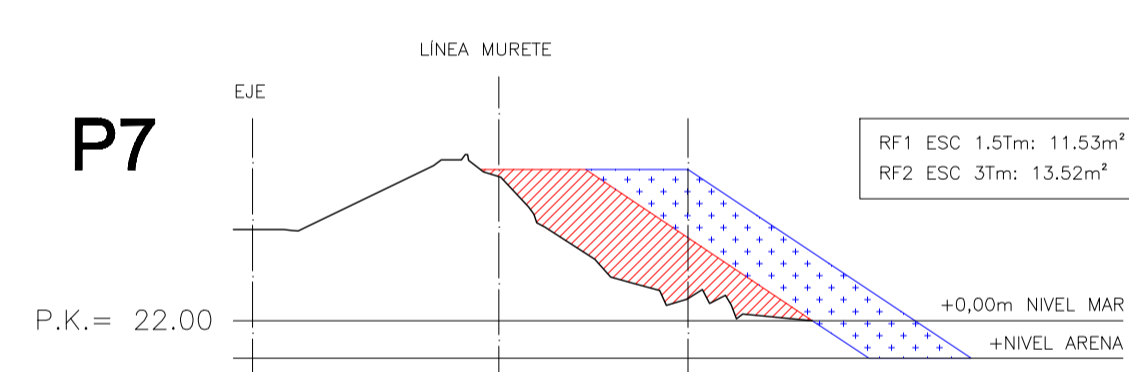 LÍNEA MURETE
EJE
P7
RF1 ESC 1.5Tm: 11.53m²
RF2 ESC 3Tm: 13.52m²
+0,00m NIVEL MAR
P.K.= 22.00
+NIVEL ARENA